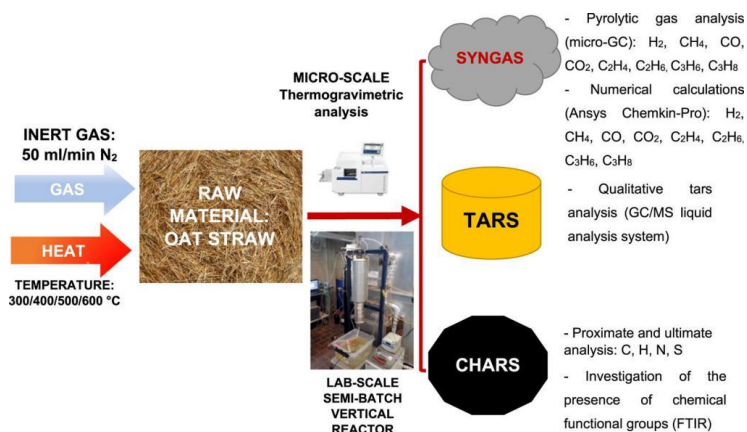 INERT GAS:
50 ml/min N₂
GAS
HEAT
TEMPERATURE:
300/400/500/600 °C
RAW
MATERIAL:
OAT STRAW
MICRO-SCALE
Thermogravimetric
analysis
LAB-SCALE
SEMI-BATCH
VERTICAL
REACTOR
SYNGAS
- Pyrolytic gas analysis
(micro-GC): H₂, CH₄, CO,
CO₂, C₂H₄, C₂H₆, C₃H₆, C₃H₈
- Numerical calculations
(Ansys Chemkin-Pro): H₂,
CH₄, CO, CO₂, C₂H₄, C₂H₆,
C₃H₆, C₃H₈
TARS
- Qualitative tars
analysis (GC/MS liquid
analysis system)
CHARS
- Proximate and ultimate
analysis: C, H, N, S
- Investigation of the
presence of chemical
functional groups (FTIR)